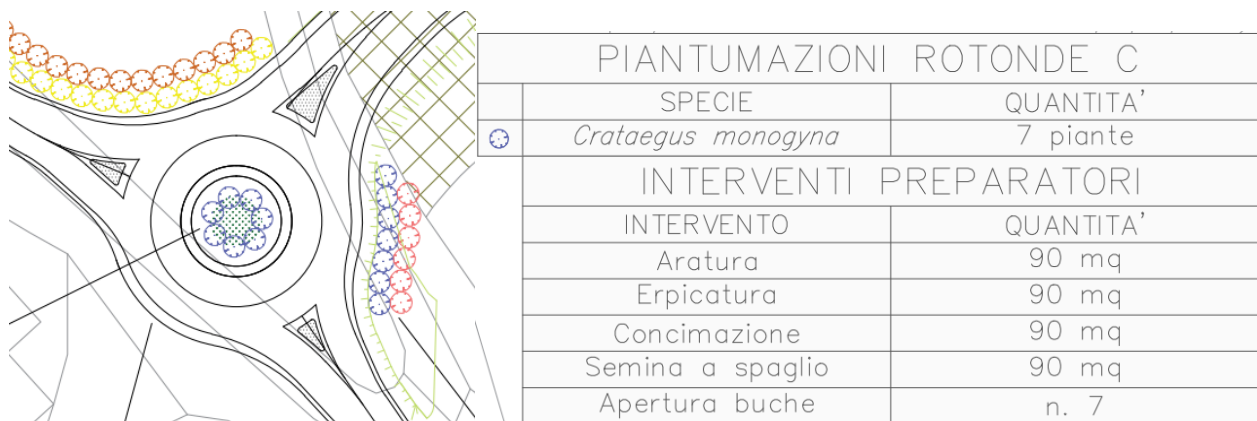 PIANTUMAZIONI ROTONDE C
SPECIE QUANTITA'
Crataegus monogyna 7 piante
INTERVENTI PREPARATORI
INTERVENTO QUANTITA'
Aratura 90 mq
Erpicatura 90 mq
Concimazione 90 mq
Semina a spaglio 90 mq
Apertura buche n. 7